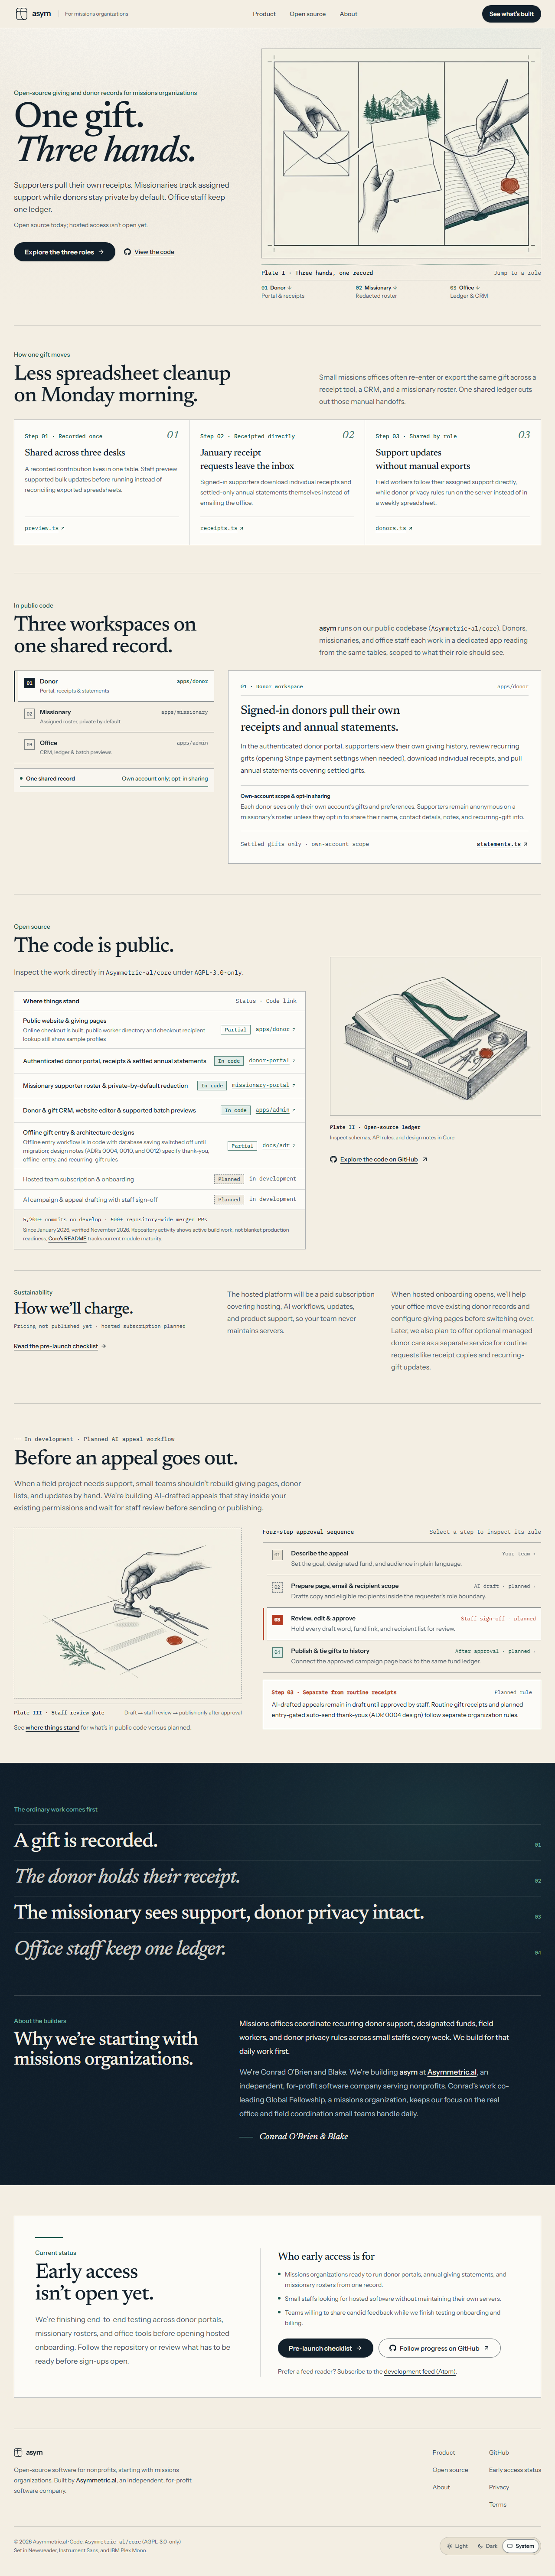 asym
For missions organizations
Product
Open source
About
See what's built
Open-source giving and donor records for missions organizations
One gift.
Three hands.
Supporters pull their own receipts. Missionaries track assigned
support while donors stay private by default. Office staff keep
one ledger.
Open source today; hosted access isn't open yet.
Explore the three roles →
View the code
Plate I · Three hands, one record
Jump to a role
01 Donor ↓
Portal & receipts
02 Missionary ↓
Redacted roster
03 Office ↓
Ledger & CRM
How one gift moves
Less spreadsheet cleanup
on Monday morning.
Small missions offices often re-enter or export the same gift across a
receipt tool, a CRM, and a missionary roster. One shared ledger cuts
out those manual handoffs.
Step 01 · Recorded once
01
Shared across three desks
A recorded contribution lives in one table. Staff preview
supported bulk updates before running instead of
reconciling exported spreadsheets.
preview.ts ↗
Step 02 · Receipted directly
02
January receipt
requests leave the inbox
Signed-in supporters download individual receipts and
settled-only annual statements themselves instead of
emailing the office.
receipts.ts ↗
Step 03 · Shared by role
03
Support updates
without manual exports
Field workers follow their assigned project support directly,
while donor privacy rules run on the server instead of in
a weekly spreadsheet.
donors.ts ↗
In public code
Three workspaces on
one shared record.
asym runs on our public codebase (Asymmetric-al/core). Donors,
missionaries, and office staff each work in a dedicated app reading
from the same tables, scoped to what their role should see.
01
Donor
apps/donor
Portal, receipts & statements
02
Missionary
apps/missionary
Assigned roster, private by default
03
Office
apps/admin
CRM, ledger & batch previews
One shared record
Own account only; opt-in sharing
01 · Donor workspace
apps/donor
Signed-in donors pull their own
receipts and annual statements.
In the authenticated donor portal, supporters view their own giving history, review recurring
gifts (opening Stripe payment settings when needed), download individual receipts, and pull
annual statements covering settled gifts.
Own-account scope & opt-in sharing
Each donor sees only their own account's gifts and preferences. Supporters remain anonymous on a
missionary's roster unless they opt in to share their name, contact details, notes, and recurring-gift info.
Settled gifts only · own-account scope
statements.ts ↗
Open source
The code is public.
Inspect the work directly in Asymmetric-al/core under AGPL-3.0-only.
Where things stand
Status · Code link
Public website & giving pages
Online checkout is built; public worker directory and checkout recipient
lookup still show sample profiles
Partial
apps/donor ↗
Authenticated donor portal, receipts & settled annual statements
In code
donor-portal ↗
Missionary supporter roster & private-by-default redaction
In code
missionary-portal ↗
Donor & gift CRM, website editor & supported batch previews
In code
apps/admin ↗
Offline gift entry & architecture designs
Offline entry workflow is in code with database saving switched off until
migration; design notes (ADRs 0004, 0010, and 0012) specify thank-you,
offline-entry, and recurring-gift rules
Partial
docs/adr ↗
Hosted team subscription & onboarding
Planned
in development
AI campaign & appeal drafting with staff sign-off
Planned
in development
5,200+ commits on develop · 600+ repository-wide merged PRs
Since January 2026, verified November 2026. Repository activity shows active build work, not blanket production
readiness; Core's README tracks current module maturity.
Plate II · Open-source ledger
Inspect schemas, API rules, and design notes in Core
Explore the code on GitHub ↗
Sustainability
How we'll charge.
Pricing not published yet · hosted subscription planned
Read the pre-launch checklist →
The hosted platform will be a paid subscription
covering hosting, AI workflows, updates,
and product support, so your team never
maintains servers.
When hosted onboarding opens, we'll help
your office move existing donor records and
configure giving pages before switching over.
Later, we also plan to offer optional managed
donor care as a separate service for routine
requests like receipt copies and recurring-
gift updates.
In development · Planned AI appeal workflow
Before an appeal goes out.
When a field project needs support, small teams shouldn't rebuild giving pages, donor
lists, and updates by hand. We're building AI-drafted appeals that stay inside your
existing permissions and wait for staff review before sending or publishing.
Plate III · Staff review gate
Draft → staff review → publish only after approval
See where things stand for what's in public code versus planned.
Four-step approval sequence
Select a step to inspect its rule
01
Describe the appeal
Your team ›
Set the goal, designated fund, and audience in plain language.
02
Prepare page, email & recipient scope
AI draft · planned ›
Drafts copy and eligible recipients inside the requester's role boundary.
03
Review, edit & approve
Staff sign-off · planned
Hold every draft word, fund link, and recipient list for review.
04
Publish & tie gifts to history
After approval · planned ›
Connect the approved campaign page back to the same fund ledger.
Step 03 · Separate from routine receipts
Planned rule
AI-drafted appeals remain in draft until approved by staff. Routine gift receipts and planned
entry-gated auto-send thank-yous (ADR 0004 design) follow separate organization rules.
The ordinary work comes first
A gift is recorded.
01
The donor holds their receipt.
02
The missionary sees support, donor privacy intact.
03
Office staff keep one ledger.
04
About the builders
Why we're starting with
missions organizations.
Missions offices coordinate recurring donor support, designated funds, field
workers, and donor privacy rules across small staffs every week. We build for that
daily work first.
We're Conrad O'Brien and Blake. We're building asym at Asymmetric.al, an
independent, for-profit software company serving nonprofits. Conrad's work co-
leading Global Fellowship, a missions organization, keeps our focus on the real
office and field coordination small teams handle daily.
Conrad O'Brien & Blake
Current status
Early access
isn't open yet.
We're finishing end-to-end testing across donor portals,
missionary rosters, and office tools before opening hosted
onboarding. Follow the repository or review what has to be
ready before sign-ups open.
Who early access is for
Missions organizations ready to run donor portals, annual giving statements, and
missionary rosters from one record.
Small staffs looking for hosted software without maintaining their own servers.
Teams willing to share candid feedback while we finish testing onboarding and
billing.
Pre-launch checklist →
Follow progress on GitHub ↗
Prefer a feed reader? Subscribe to the development feed (Atom).
asym
Open-source software for nonprofits, starting with missions
organizations. Built by Asymmetric.al, an independent, for-profit
software company.
Product
Open source
About
GitHub
Early access status
Privacy
Terms
© 2026 Asymmetric.al · Code: Asymmetric-al/core (AGPL-3.0-only)
Set in Newsreader, Instrument Sans, and IBM Plex Mono.
Light
Dark
System